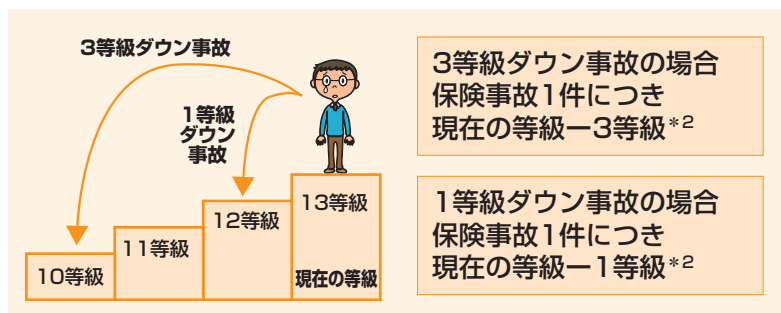 3等級ダウン事故
1等級
ダウン
事故
10等級
11等級
12等級
13等級
現在の等級
3等級ダウン事故の場合
保険事故1件につき
現在の等級ー3等級*2
1等級ダウン事故の場合
保険事故1件につき
現在の等級ー1等級*2